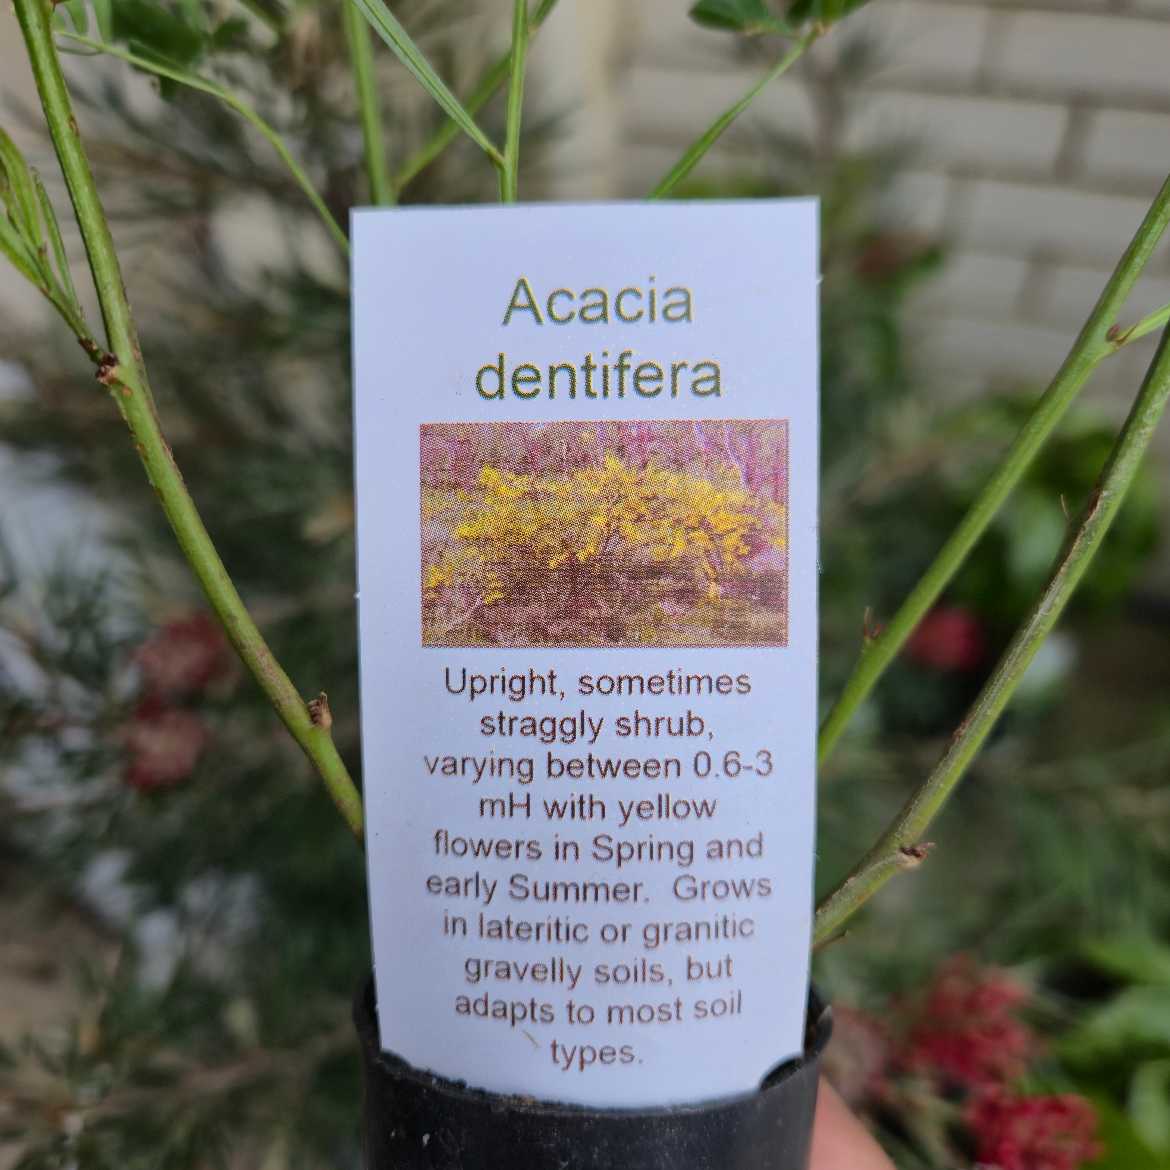 Acacia
dentifera
Upright, sometimes
straggly shrub,
varying between 0.6-3
mH with yellow
flowers in Spring and
early Summer. Grows
in lateritic or granitic
gravelly soils, but
adapts to most soil
types.